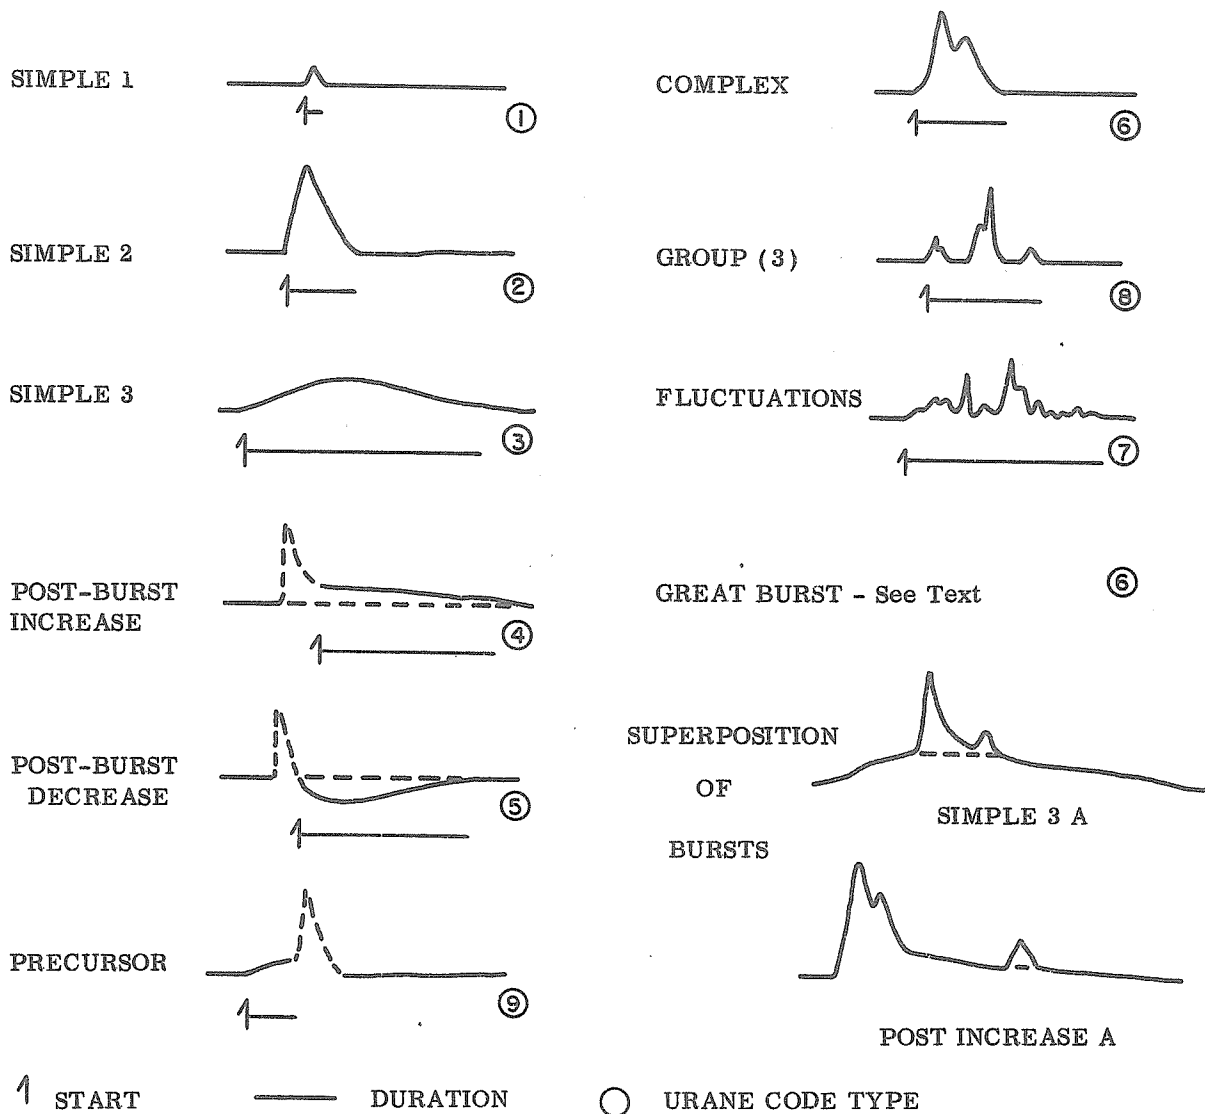 SIMPLE 1
①
SIMPLE 2
②
SIMPLE 3
③
POST-BURST
INCREASE
④
POST-BURST
DECREASE
⑤
PRECURSOR
⑨
COMPLEX
⑥
GROUP (3)
⑧
FLUCTUATIONS
⑦
GREAT BURST - See Text
⑥
SUPERPOSITION
OF
BURSTS
SIMPLE 3 A
POST INCREASE A
START
DURATION
URANE CODE TYPE